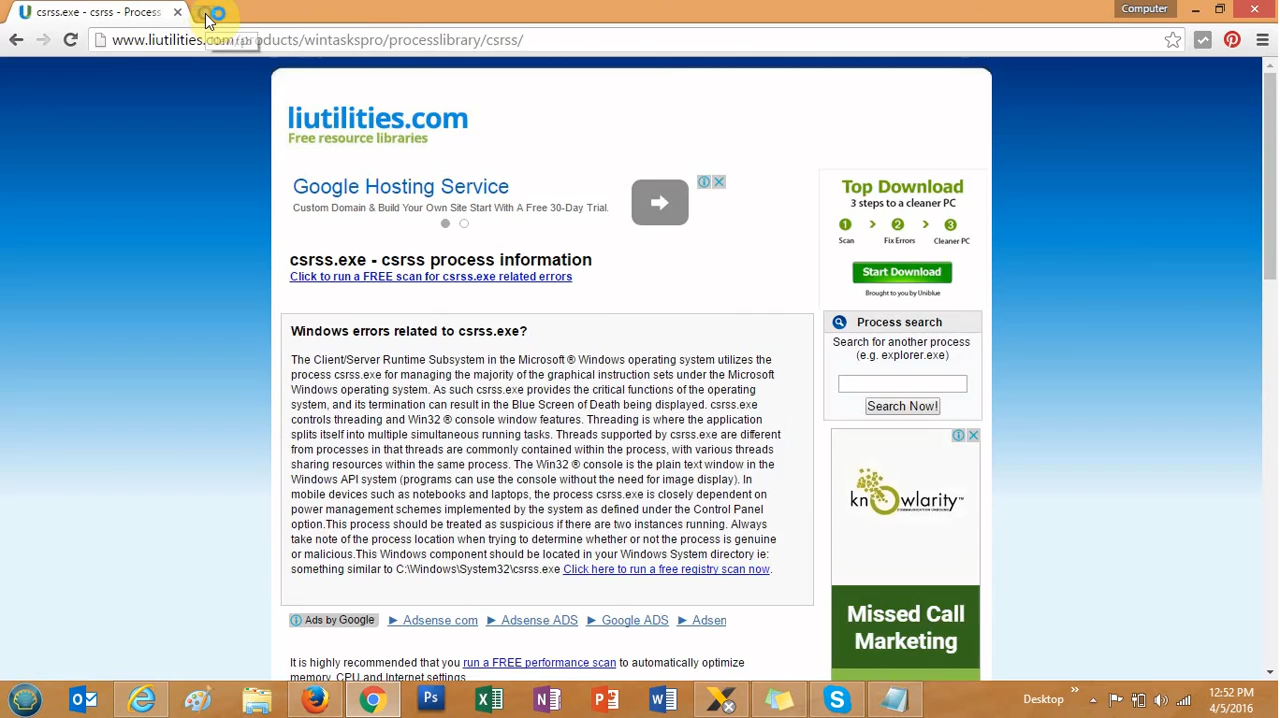 csrss.exe - csrss - Process
Computer
www.liutilities.com/products/wintaskspro/processlibrary/csrss/
liutilities.com
Free resource libraries
Google Hosting Service
Custom Domain & Build Your Own Site Start With A Free 30-Day Trial.
csrss.exe - csrss process information
Click to run a FREE scan for csrss.exe related errors
Windows errors related to csrss.exe?
The Client/Server Runtime Subsystem in the Microsoft ® Windows operating system utilizes the
process csrss.exe for managing the majority of the graphical instruction sets under the Microsoft
Windows operating system. As such csrss.exe provides the critical functions of the operating
system, and its termination can result in the Blue Screen of Death being displayed. csrss.exe
controls threading and Win32 ® console window features. Threading is where the application
splits itself into multiple simultaneous running tasks. Threads supported by csrss.exe are different
from processes in that threads are commonly contained within the process, with various threads
sharing resources within the same process. The Win32 ® console is the plain text window in the
Windows API system (programs can use the console without the need for image display). In
mobile devices such as notebooks and laptops, the process csrss.exe is closely dependent on
power management schemes implemented by the system as defined under the Control Panel
option.This process should be treated as suspicious if there are two instances running. Always
take note of the process location when trying to determine whether or not the process is genuine
or malicious.This Windows component should be located in your Windows System directory ie:
something similar to C:\Windows\System32\csrss.exe Click here to run a free registry scan now.
Ads by Google ► Adsense com ► Adsense ADS ► Google ADS ► Adsen
It is highly recommended that you run a FREE performance scan to automatically optimize
memory, CPU and Internet settings
Top Download
3 steps to a cleaner PC
1 > 2 > 3
Scan Fix Errors Cleaner PC
Start Download
Brought to you by Uniblue
Process search
Search for another process
(e.g. explorer.exe)
Search Now!
knowlarity™
COMMUNICATION UNBOUND
Missed Call
Marketing
Desktop
12:52 PM
4/5/2016